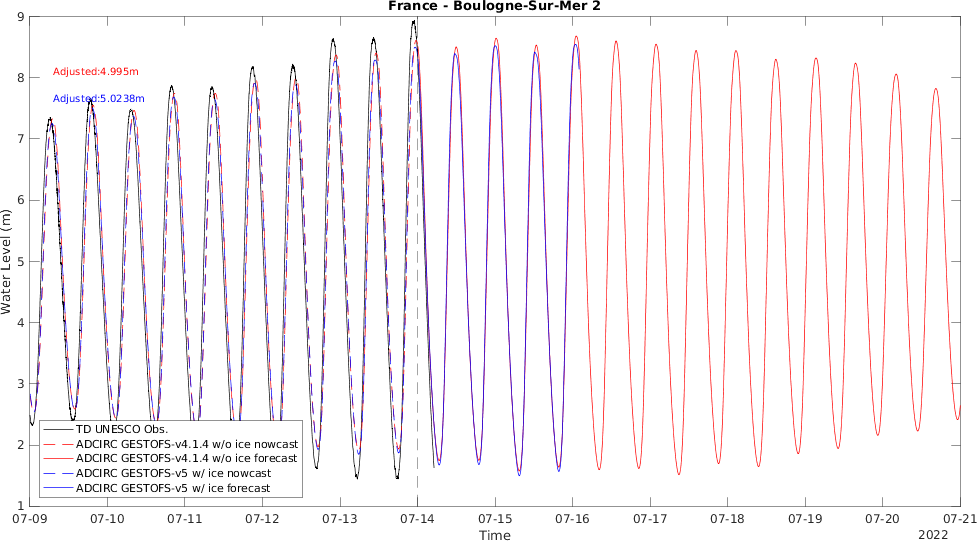 France - Boulogne-Sur-Mer 2
9
8
7
6
5
4
3
2
1
Water Level (m)
Adjusted:4.995m
Adjusted:5.0238m
TD UNESCO Obs.
ADCIRC GESTOFS-v4.1.4 w/o ice nowcast
ADCIRC GESTOFS-v4.1.4 w/o ice forecast
ADCIRC GESTOFS-v5 w/ ice nowcast
ADCIRC GESTOFS-v5 w/ ice forecast
07-09 07-10 07-11 07-12 07-13 07-14 07-15 07-16 07-17 07-18 07-19 07-20 07-21
Time
2022